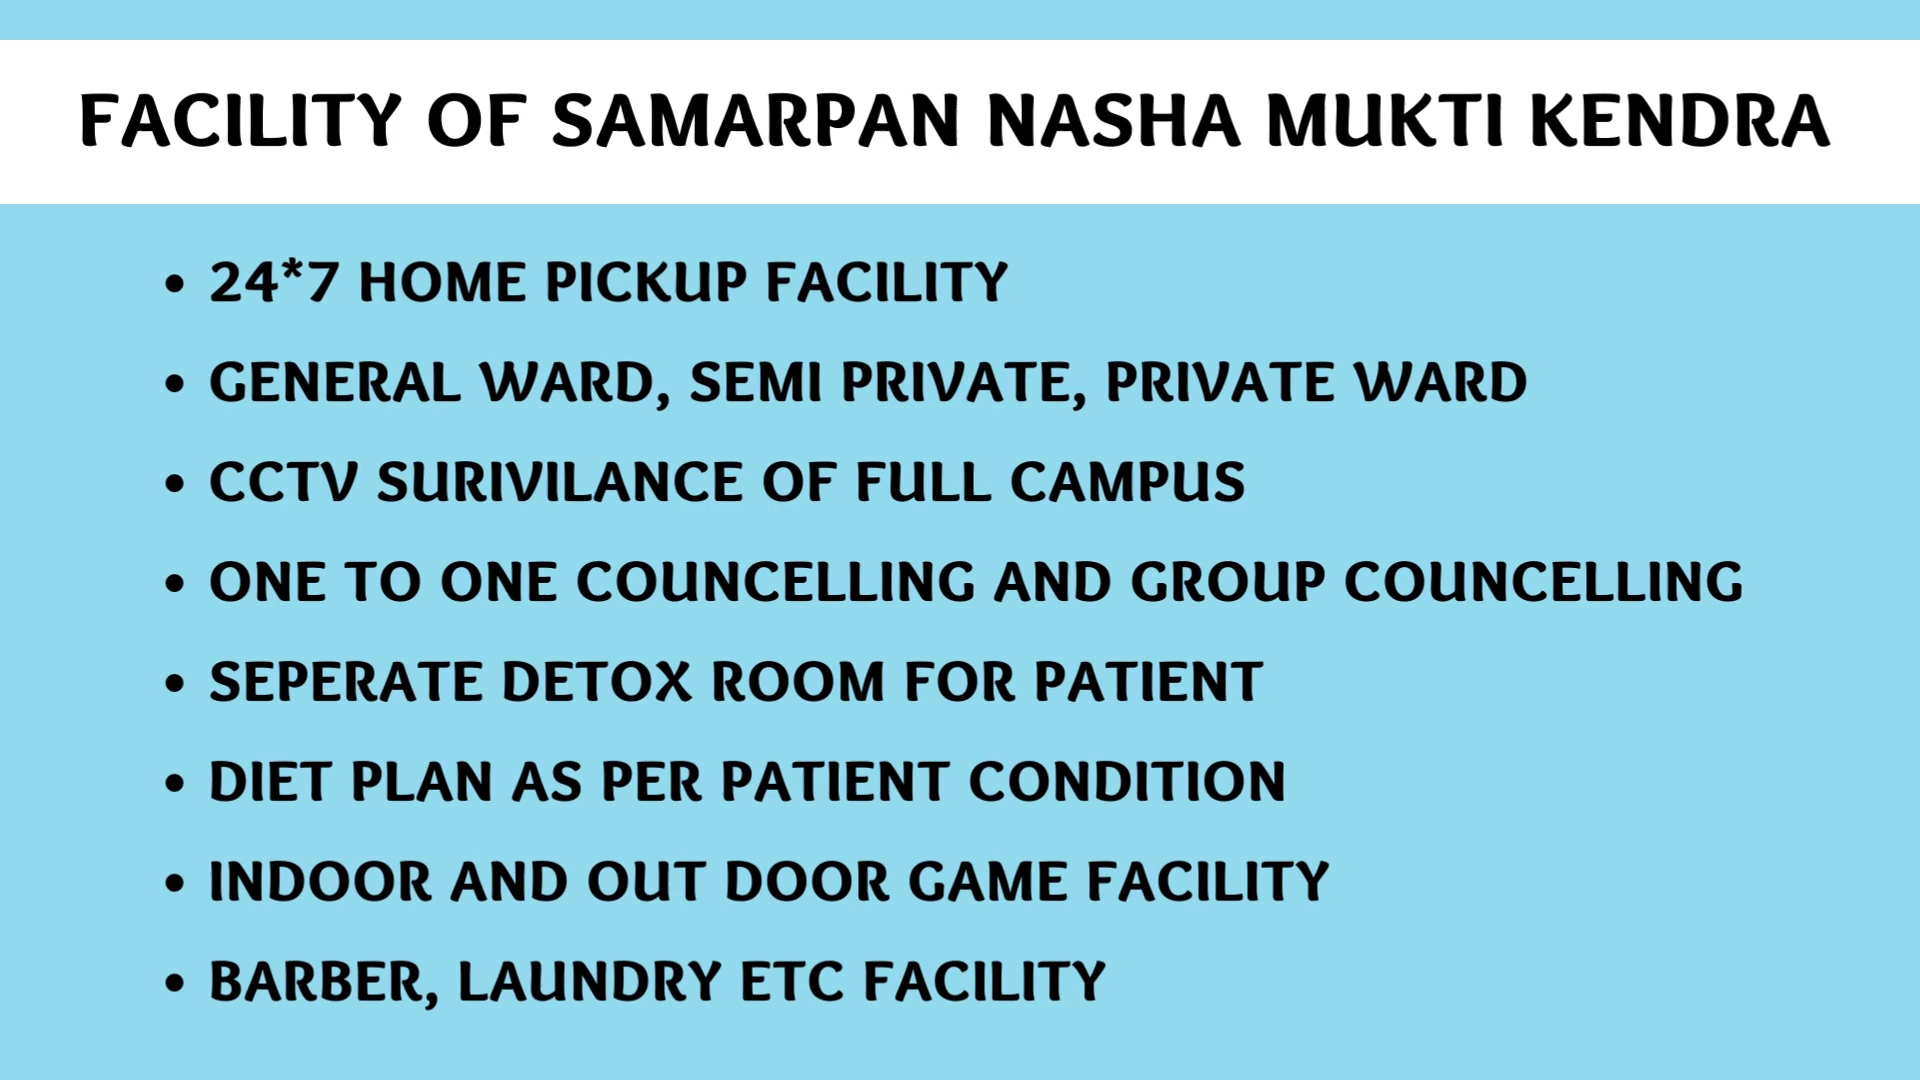 FACILITY OF SAMARPAN NASHA MUKTI KENDRA
• 24*7 HOME PICKUP FACILITY
• GENERAL WARD, SEMI PRIVATE, PRIVATE WARD
• CCTV SURIVILANCE OF FULL CAMPUS
• ONE TO ONE COUNCELLING AND GROUP COUNCELLING
• SEPERATE DETOX ROOM FOR PATIENT
• DIET PLAN AS PER PATIENT CONDITION
• INDOOR AND OUT DOOR GAME FACILITY
• BARBER, LAUNDRY ETC FACILITY